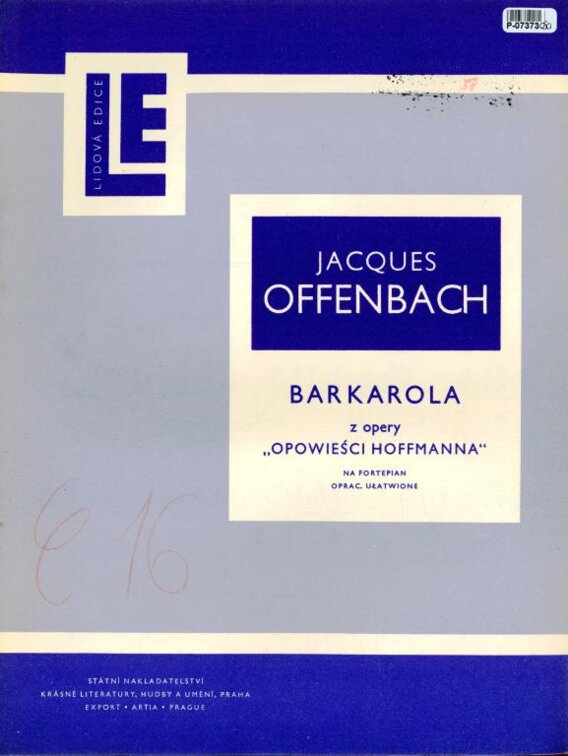 P-07373
LIDOVÁ EDICE
LE
JACQUES
OFFENBACH
BARKAROLA
z opery
„OPOWIEŚCI HOFFMANNA“
NA FORTEPIAN
OPRAC. UŁATWIONE
E 16
STÁTNÍ NAKLADATELSTVÍ
KRÁSNÉ LITERATURY, HUDBY A UMĚNÍ, PRAHA
EXPORT • ARTIA • PRAGUE